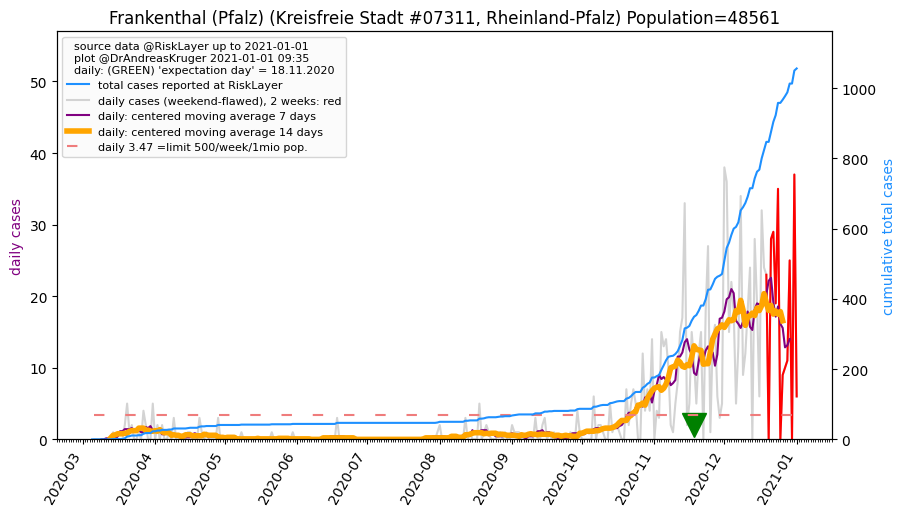 Frankenthal (Pfalz) (Kreisfreie Stadt #07311, Rheinland-Pfalz) Population=48561
source data @RiskLayer up to 2021-01-01
plot @DrAndreasKruger 2021-01-01 09:35
daily: (GREEN) 'expectation day' = 18.11.2020
total cases reported at RiskLayer
daily cases (weekend-flawed), 2 weeks: red
daily: centered moving average 7 days
daily: centered moving average 14 days
daily 3.47 =limit 500/week/1mio pop.
daily cases
50
40
30
20
10
0
1000
800
600
400
200
0
cumulative total cases
2020-03
2020-04
2020-05
2020-06
2020-07
2020-08
2020-09
2020-10
2020-11
2020-12
2021-01